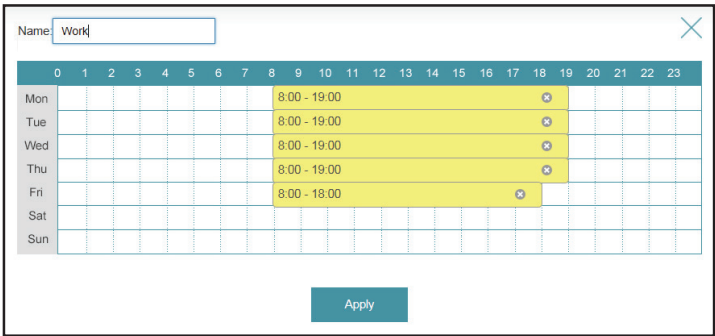 Name: Work
0 1 2 3 4 5 6 7 8 9 10 11 12 13 14 15 16 17 18 19 20 21 22 23
Mon 8:00 - 19:00
Tue 8:00 - 19:00
Wed 8:00 - 19:00
Thu 8:00 - 19:00
Fri 8:00 - 18:00
Sat
Sun
Apply